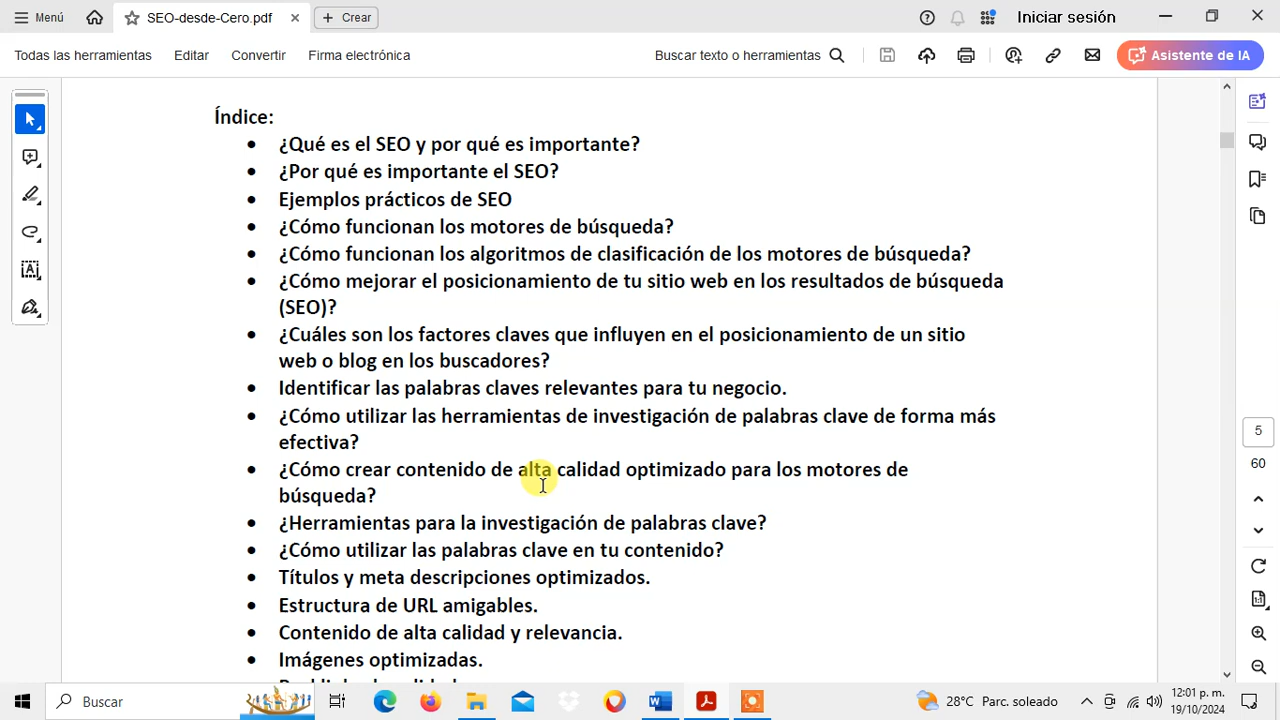 Menú
SEO-desde-Cero.pdf
Crear
Iniciar sesión
Todas las herramientas Editar Convertir Firma electrónica Buscar texto o herramientas Asistente de IA
Índice:
• ¿Qué es el SEO y por qué es importante?
• ¿Por qué es importante el SEO?
• Ejemplos prácticos de SEO
• ¿Cómo funcionan los motores de búsqueda?
• ¿Cómo funcionan los algoritmos de clasificación de los motores de búsqueda?
• ¿Cómo mejorar el posicionamiento de tu sitio web en los resultados de búsqueda
(SEO)?
• ¿Cuáles son los factores claves que influyen en el posicionamiento de un sitio
web o blog en los buscadores?
• Identificar las palabras claves relevantes para tu negocio.
• ¿Cómo utilizar las herramientas de investigación de palabras clave de forma más
efectiva?
• ¿Cómo crear contenido de alta calidad optimizado para los motores de
búsqueda?
• ¿Herramientas para la investigación de palabras clave?
• ¿Cómo utilizar las palabras clave en tu contenido?
• Títulos y meta descripciones optimizados.
• Estructura de URL amigables.
• Contenido de alta calidad y relevancia.
• Imágenes optimizadas.
5
60
Buscar
28°C Parc. soleado
12:01 p. m.
19/10/2024